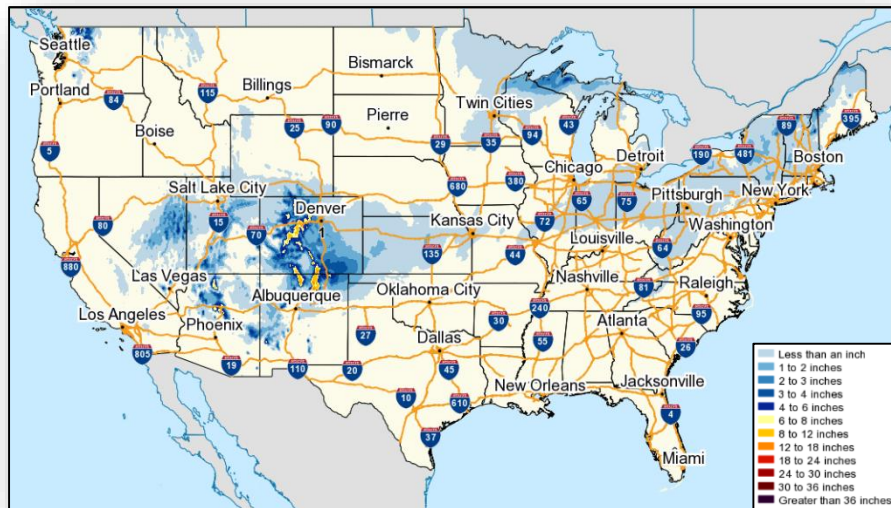 Seattle
Portland
84
5
Boise
115
Billings
25
90
Bismarck
Pierre
29
Twin Cities
35
94
43
680
380
Chicago
Detroit
190
481
89
395
Boston
New York
Pittsburgh
Washington
65
75
72
64
Salt Lake City
15
80
70
Denver
Kansas City
135
44
Louisville
880
Las Vegas
Los Angeles
805
Phoenix
19
Albuquerque
110
Oklahoma City
27
20
30
240
Nashville
81
Raleigh
95
Dallas
45
10
610
37
55
Atlanta
26
New Orleans
Jacksonville
4
Miami
Less than an inch
1 to 2 inches
2 to 3 inches
3 to 4 inches
4 to 6 inches
6 to 8 inches
8 to 12 inches
12 to 18 inches
18 to 24 inches
24 to 30 inches
30 to 36 inches
Greater than 36 inches